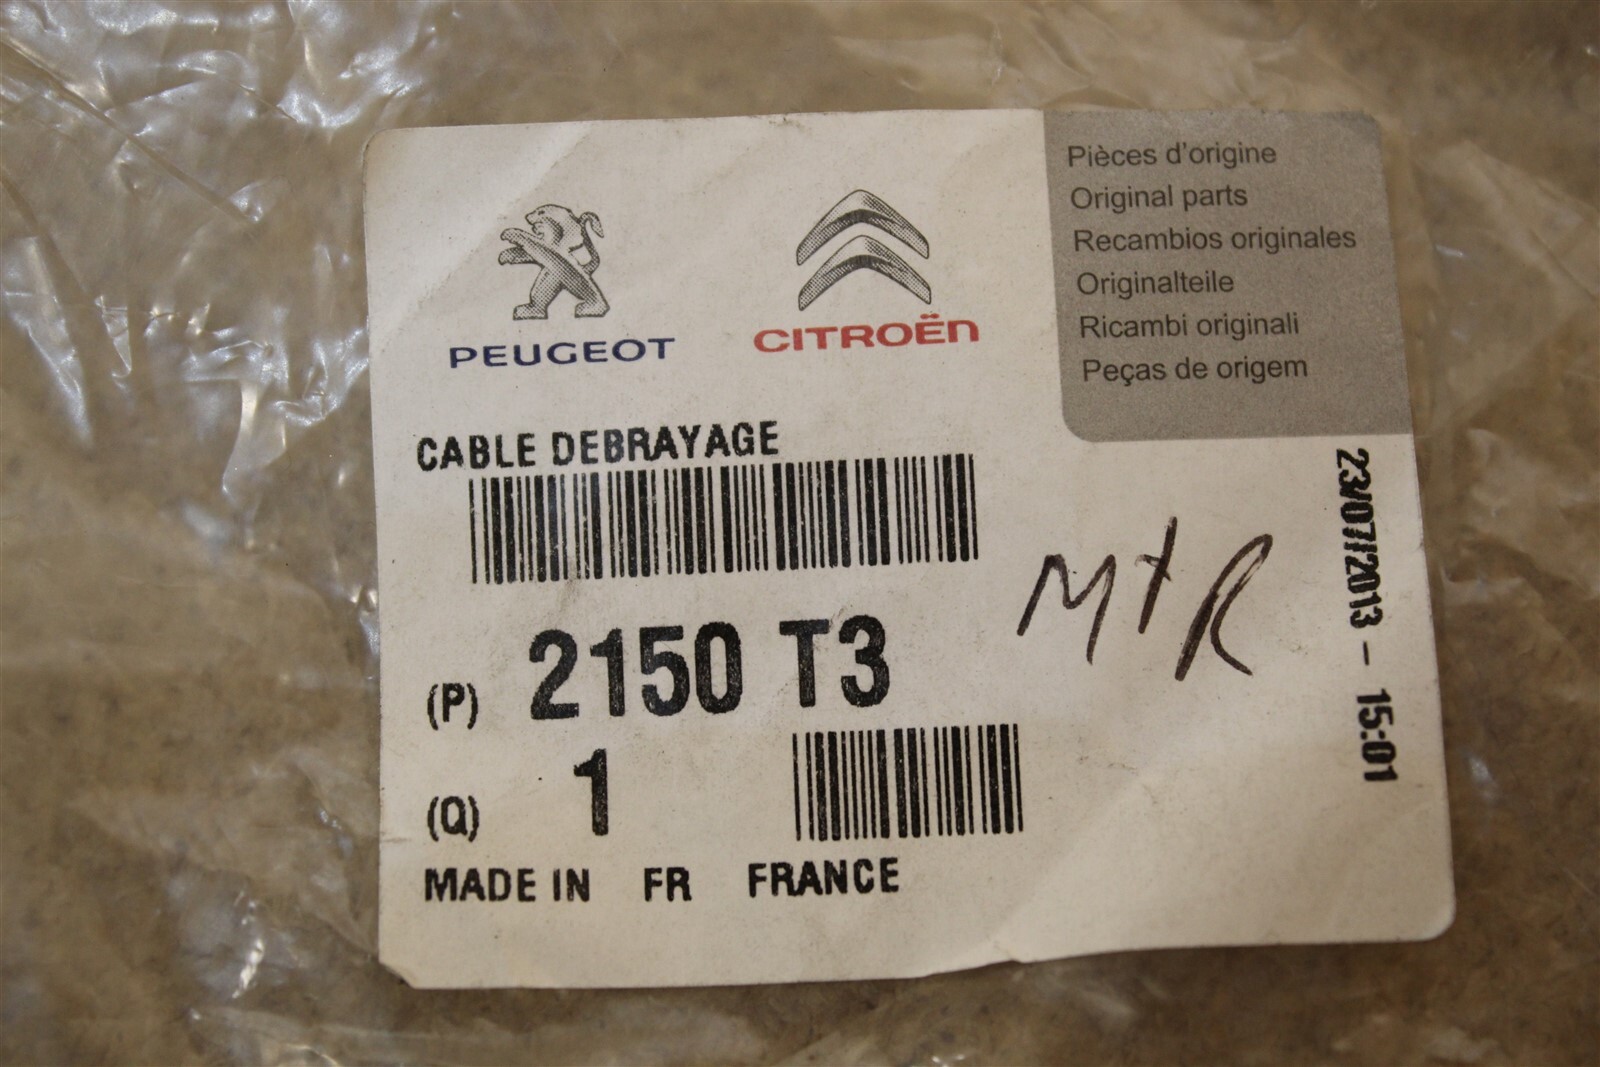 PEUGEOT
CITROËN
Pièces d'origine
Original parts
Recambios originales
Originalteile
Ricambi originali
Peças de origem
CABLE DEBRAYAGE
(P) 2150 T3
(Q) 1
MADE IN FR FRANCE
23/07/2013 - 15:01
M+R